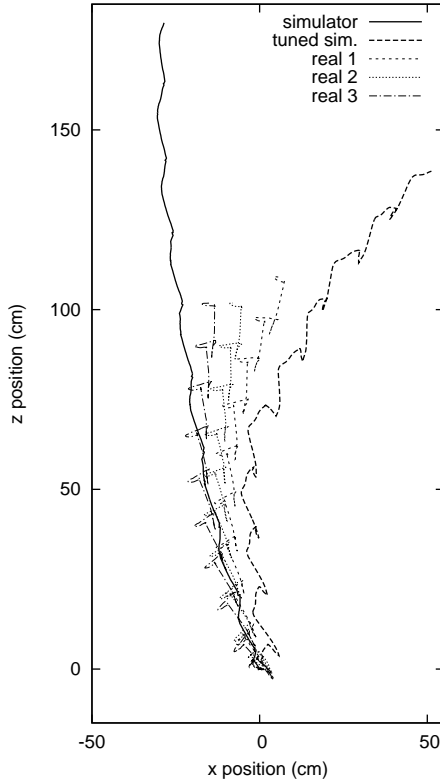 simulator
tuned sim.
real 1
real 2
real 3
150
100
50
0
-50 0 50
z position (cm)
x position (cm)